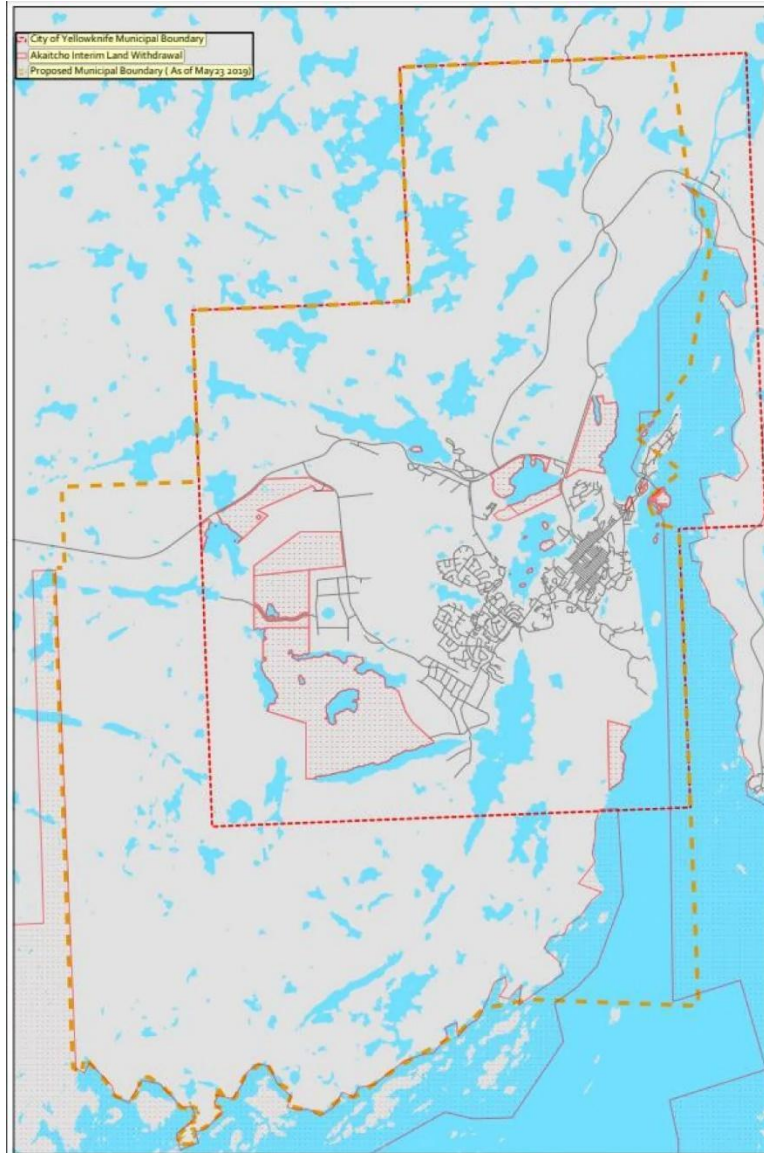 City of Yellowknife Municipal Boundary
Akaitcho Interim Land Withdrawal
Proposed Municipal Boundary ( As of May23 2019)